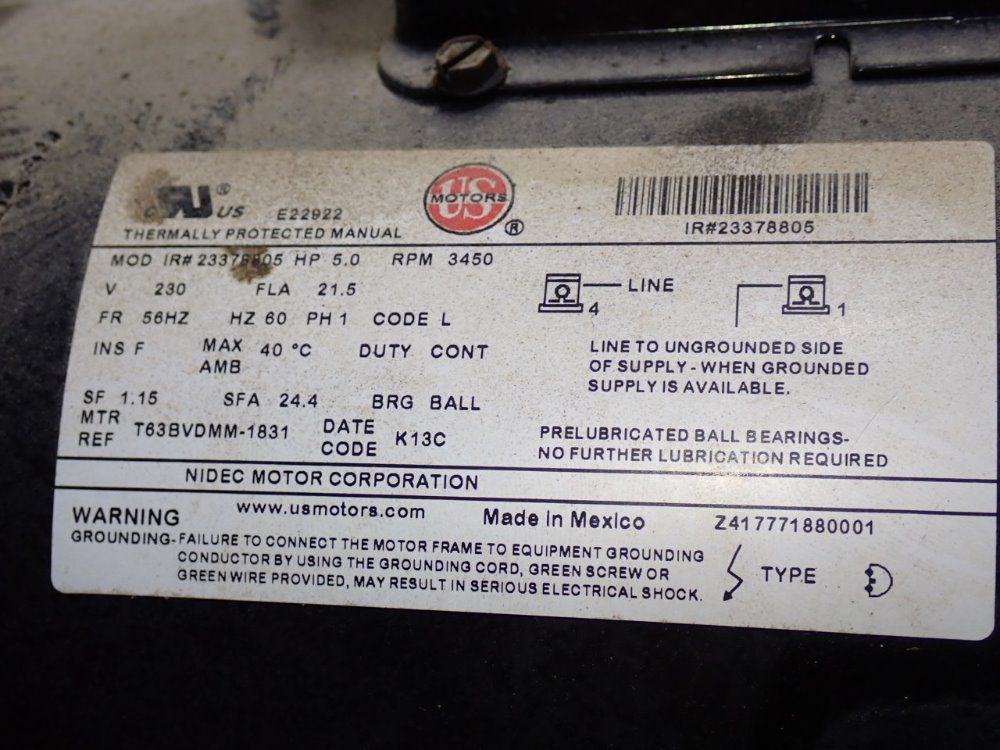 c UL ® US E22922
US MOTORS ®
IR#23378805
THERMALLY PROTECTED MANUAL
MOD IR# 23378805 HP 5.0 RPM 3450
V 230 FLA 21.5
FR 56HZ HZ 60 PH 1 CODE L
INS F MAX AMB 40 °C DUTY CONT
SF 1.15 SFA 24.4 BRG BALL
MTR REF T63BVDMM-1831 DATE CODE K13C
4 LINE
1
LINE TO UNGROUNDED SIDE
OF SUPPLY - WHEN GROUNDED
SUPPLY IS AVAILABLE.
PRELUBRICATED BALL BEARINGS-
NO FURTHER LUBRICATION REQUIRED
NIDEC MOTOR CORPORATION
www.usmotors.com Made in Mexico Z417771880001
WARNING
GROUNDING-FAILURE TO CONNECT THE MOTOR FRAME TO EQUIPMENT GROUNDING
CONDUCTOR BY USING THE GROUNDING CORD, GREEN SCREW OR
GREEN WIRE PROVIDED, MAY RESULT IN SERIOUS ELECTRICAL SHOCK.
TYPE